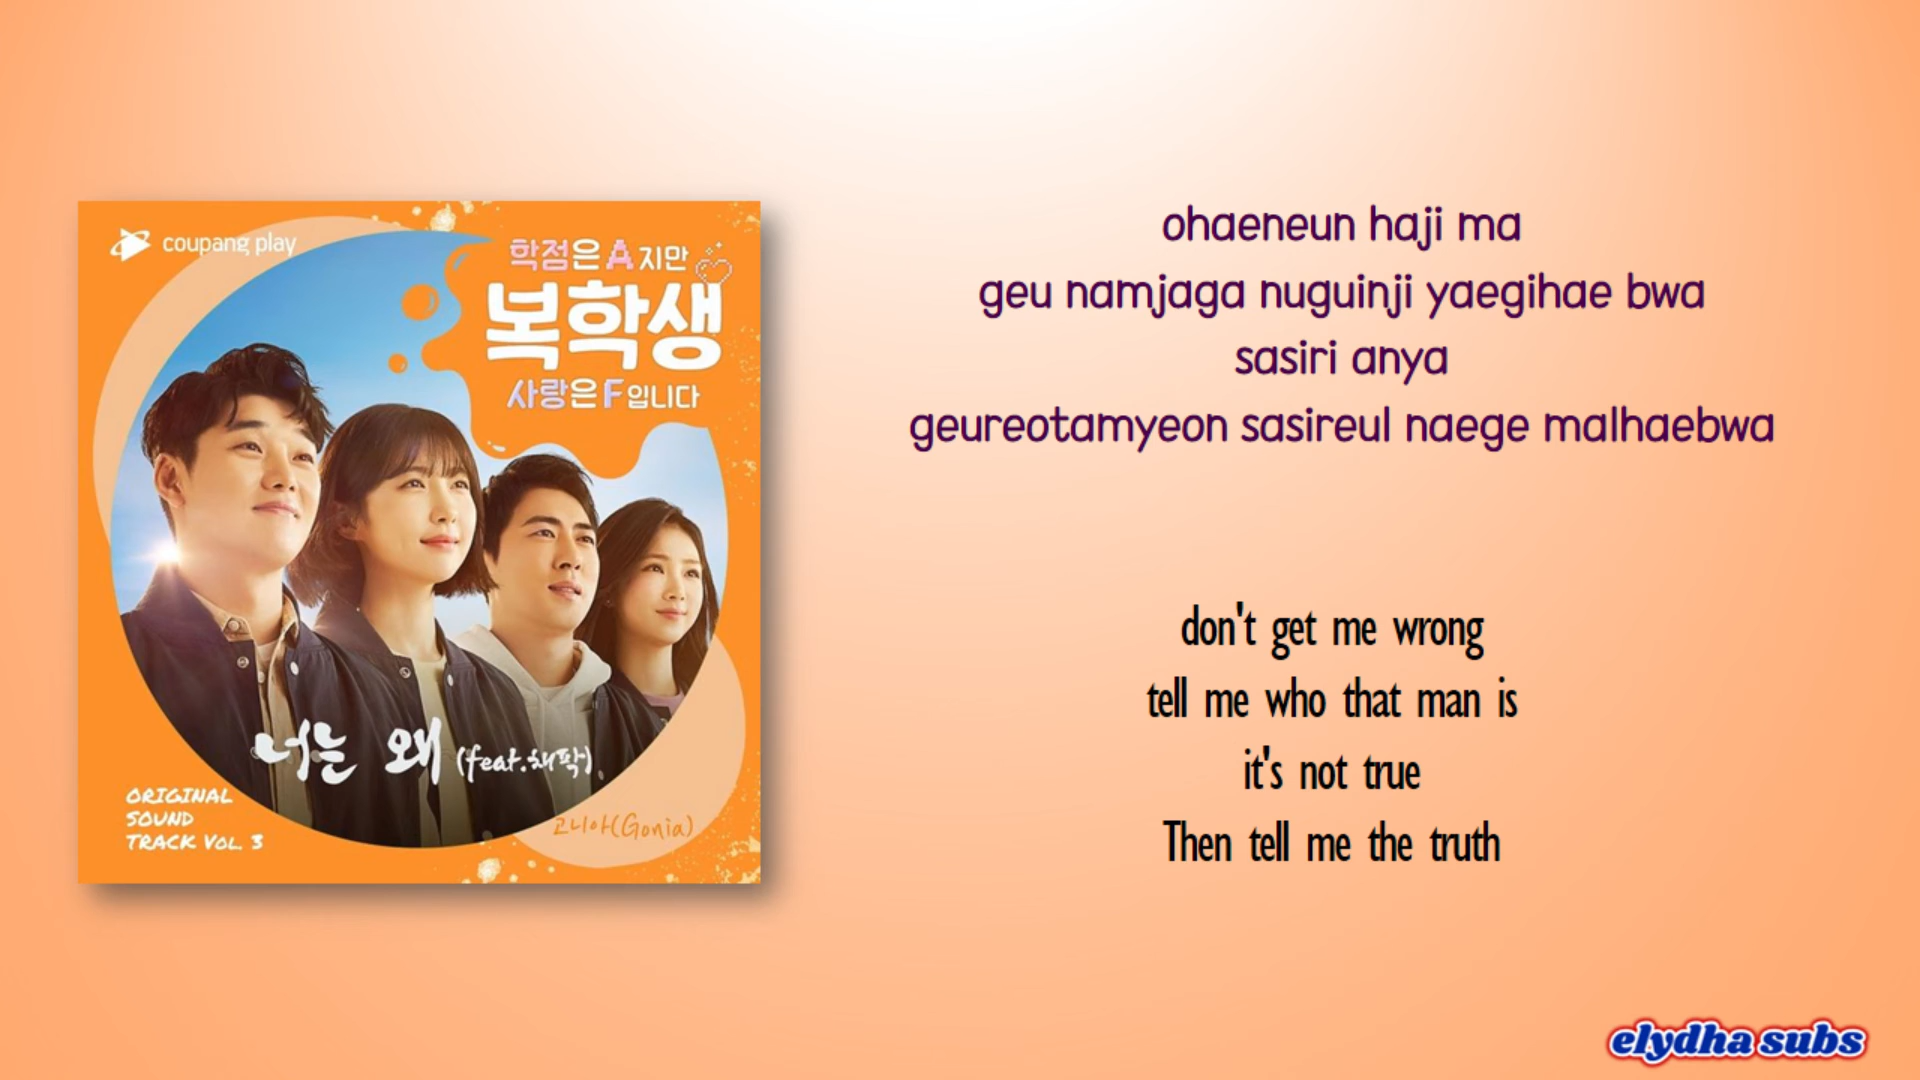 coupang play
학점은 A지만
복학생
사랑은 F입니다
너는 왜 (feat.채팍)
ORIGINAL
SOUND
TRACK VOL. 3
고니아(Gonia)
ohaeneun haji ma
geu namjaga nuguinji yaegihae bwa
sasiri anya
geureotamyeon sasireul naege malhaebwa
don't get me wrong
tell me who that man is
it's not true
Then tell me the truth
elydha subs